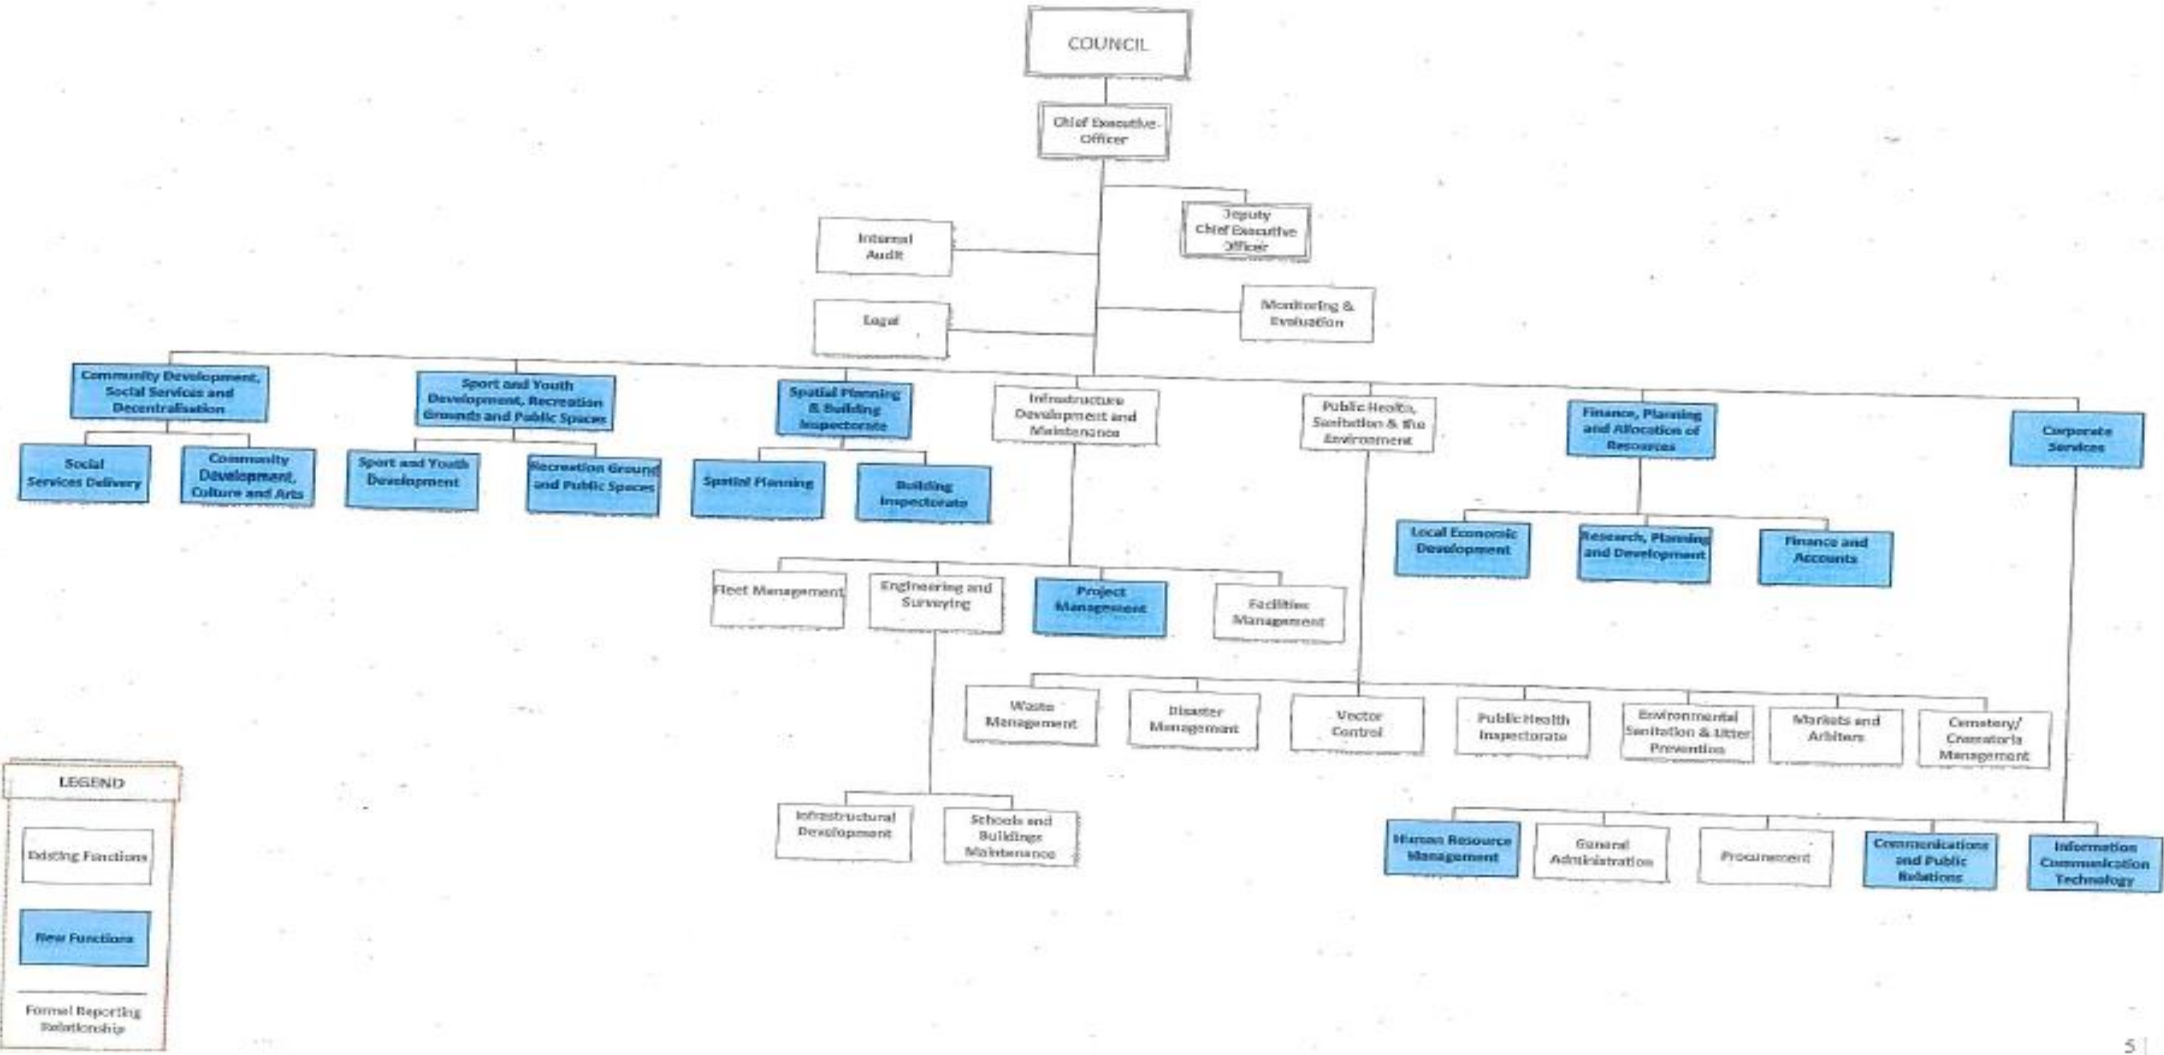 COUNCIL
Chief Executive
Officer
Deputy
Chief Executive
Officer
Internal
Audit
Monitoring &
Evaluation
Legal
Community Development,
Social Services and
Decentralisation
Social
Services Delivery
Community
Development,
Culture and Arts
Sport and Youth
Development, Recreation
Grounds and Public Spaces
Sport and Youth
Development
Recreation Ground
and Public Spaces
Spatial Planning
& Building
Inspectorate
Spatial Planning
Building
Inspectorate
Infrastructure
Development and
Maintenance
Fleet Management
Engineering and
Surveying
Project
Management
Facilities
Management
Infrastructural
Development
Schools and
Buildings
Maintenance
Public Health,
Sanitation & the
Environment
Waste
Management
Disaster
Management
Vector
Control
Public Health
Inspectorate
Environmental
Sanitation & Litter
Prevention
Markets and
Abattoirs
Cemetery/
Crematoria
Management
Finance, Planning
and Allocation of
Resources
Local Economic
Development
Research, Planning
and Development
Finance and
Accounts
Corporate
Services
Human Resource
Management
General
Administration
Procurement
Communications
and Public
Relations
Information
Communication
Technology
LEGEND
Existing Functions
New Functions
Formal Reporting
Relationship
5